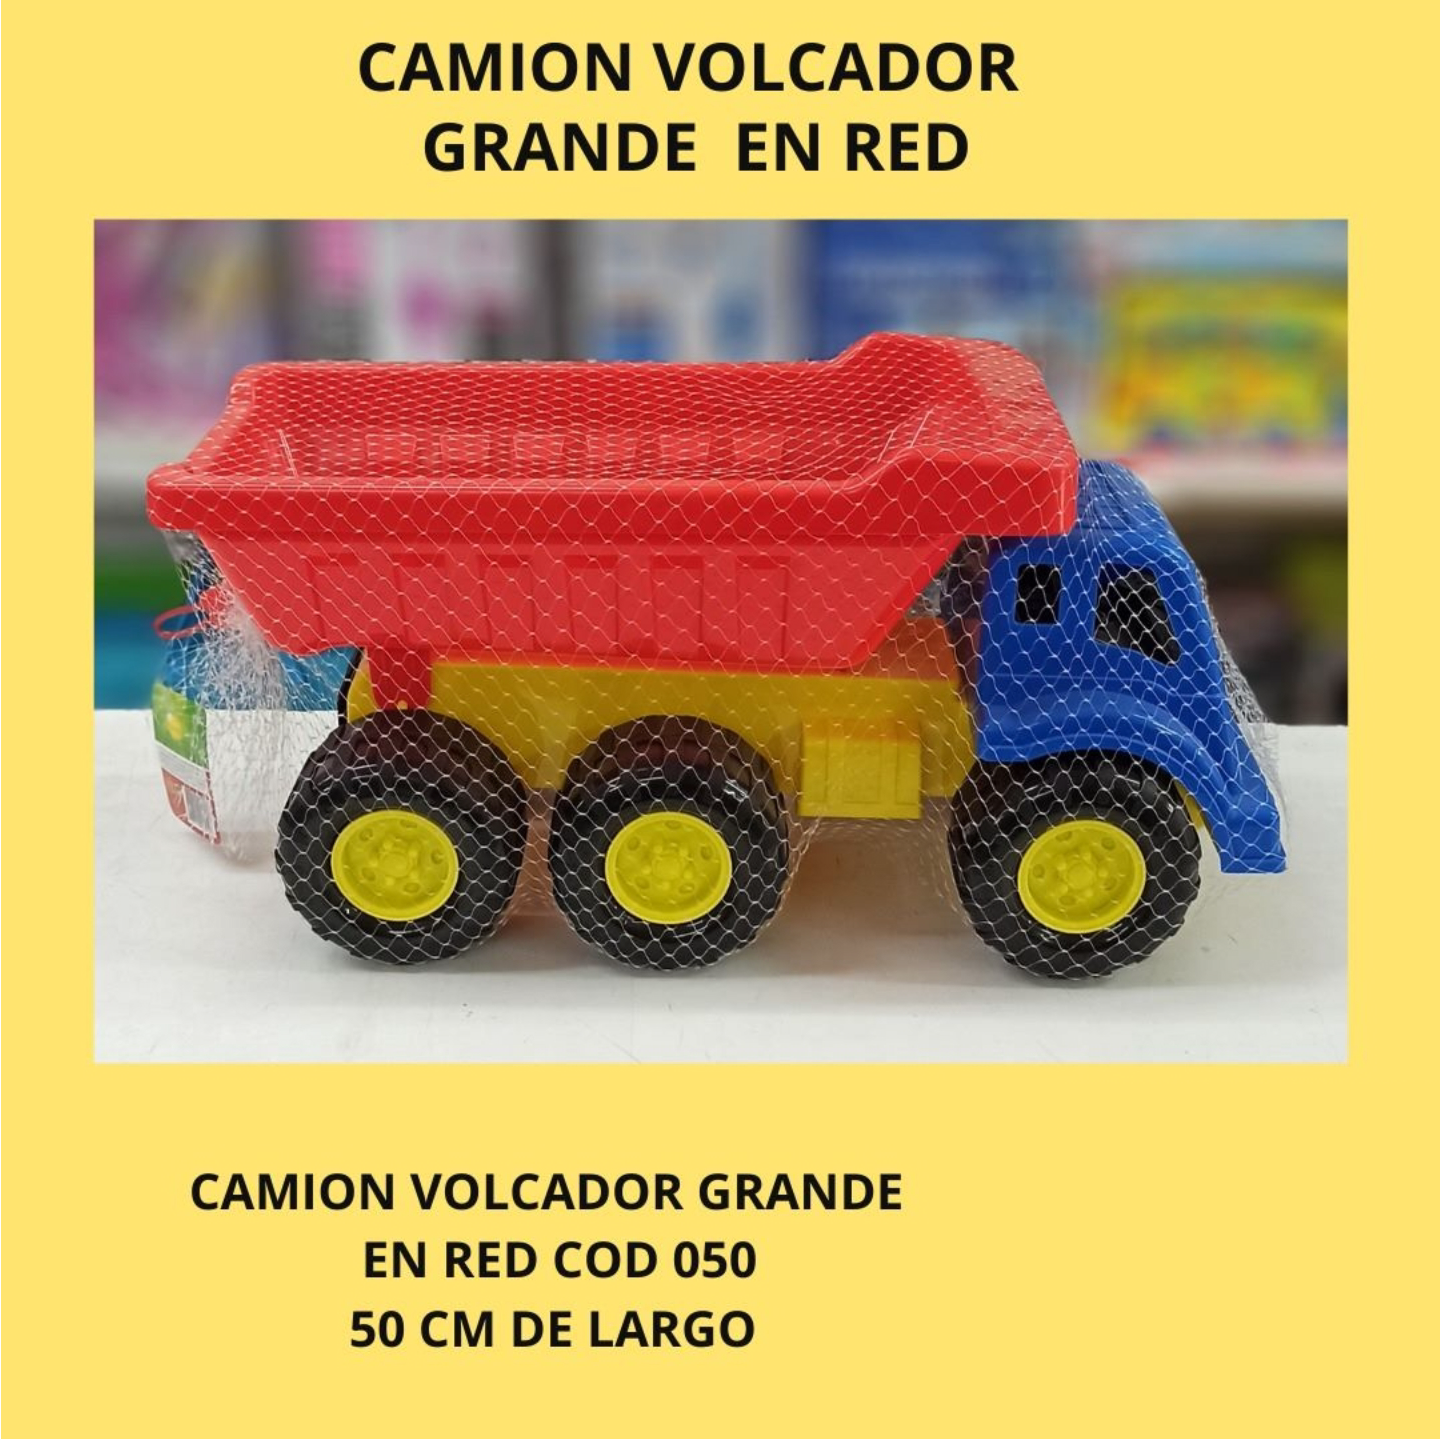 CAMION VOLCADOR
GRANDE EN RED
CAMION VOLCADOR GRANDE
EN RED COD 050
50 CM DE LARGO